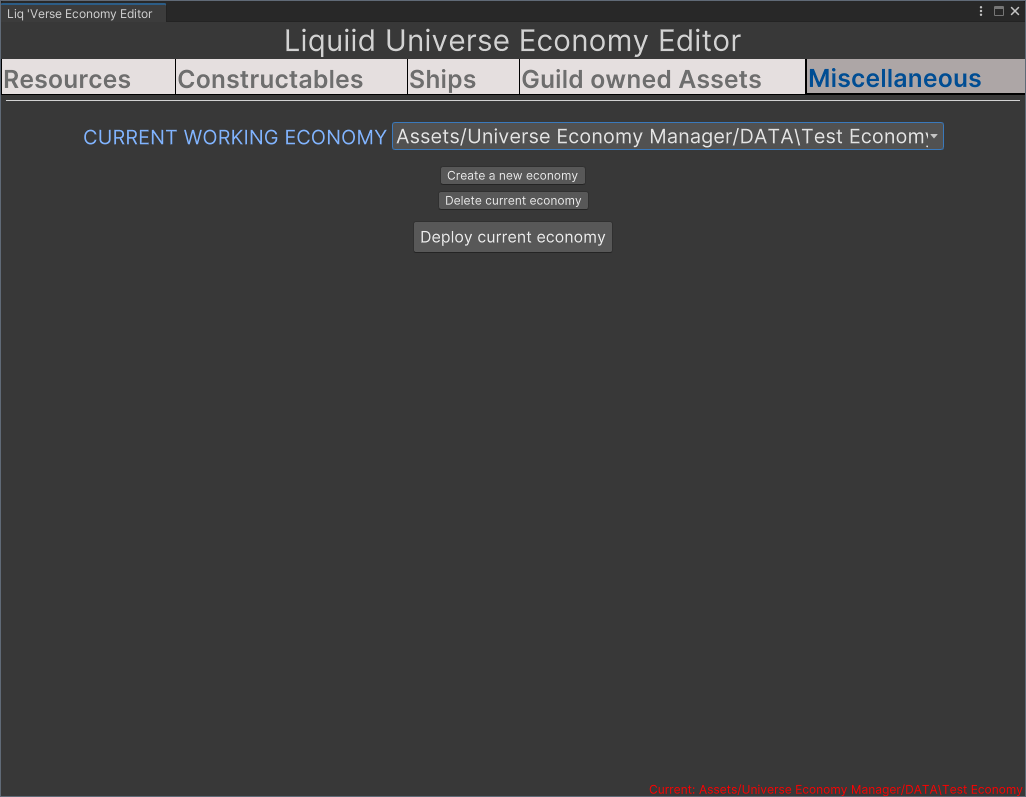 Liq 'Verse Economy Editor
Liquiid Universe Economy Editor
Resources Constructables Ships Guild owned Assets Miscellaneous
CURRENT WORKING ECONOMY Assets/Universe Economy Manager/DATA\Test Economy
Create a new economy
Delete current economy
Deploy current economy
Current: Assets/Universe Economy Manager/DATA\Test Economy